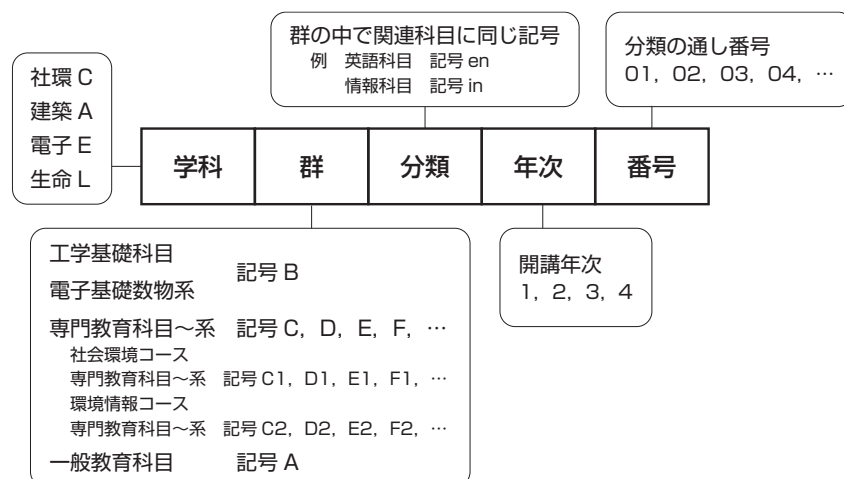 群の中で関連科目に同じ記号
例 英語科目 記号 en
情報科目 記号 in
分類の通し番号
01, 02, 03, 04, …
社環 C
建築 A
電子 E
生命 L
学科 群 分類 年次 番号
工学基礎科目
記号 B
電子基礎数物系
専門教育科目～系 記号 C, D, E, F, …
社会環境コース
専門教育科目～系 記号 C1, D1, E1, F1, …
環境情報コース
専門教育科目～系 記号 C2, D2, E2, F2, …
一般教育科目 記号 A
開講年次
1, 2, 3, 4